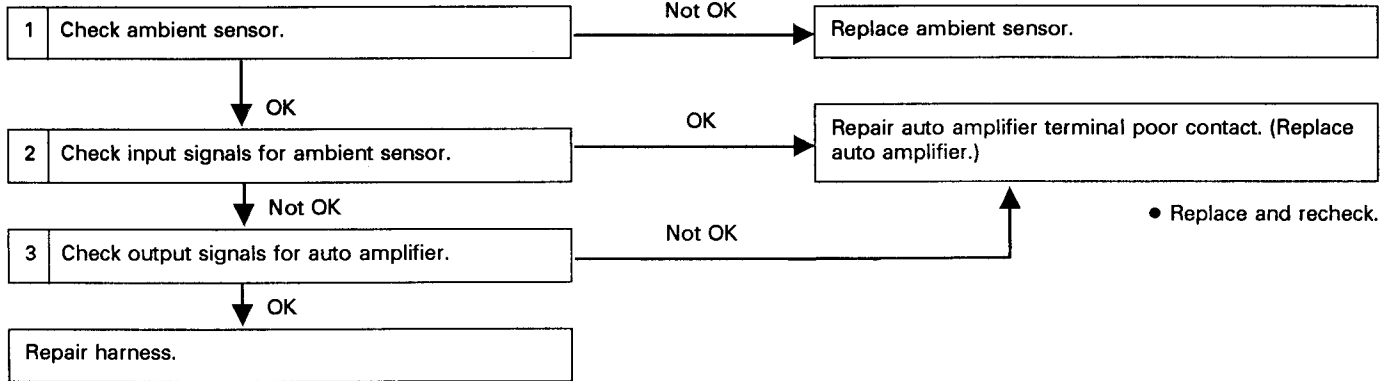 Not OK
1 Check ambient sensor.
Replace ambient sensor.
OK
OK
2 Check input signals for ambient sensor.
Repair auto amplifier terminal poor contact. (Replace
auto amplifier.)
Not OK
● Replace and recheck.
Not OK
3 Check output signals for auto amplifier.
OK
Repair harness.